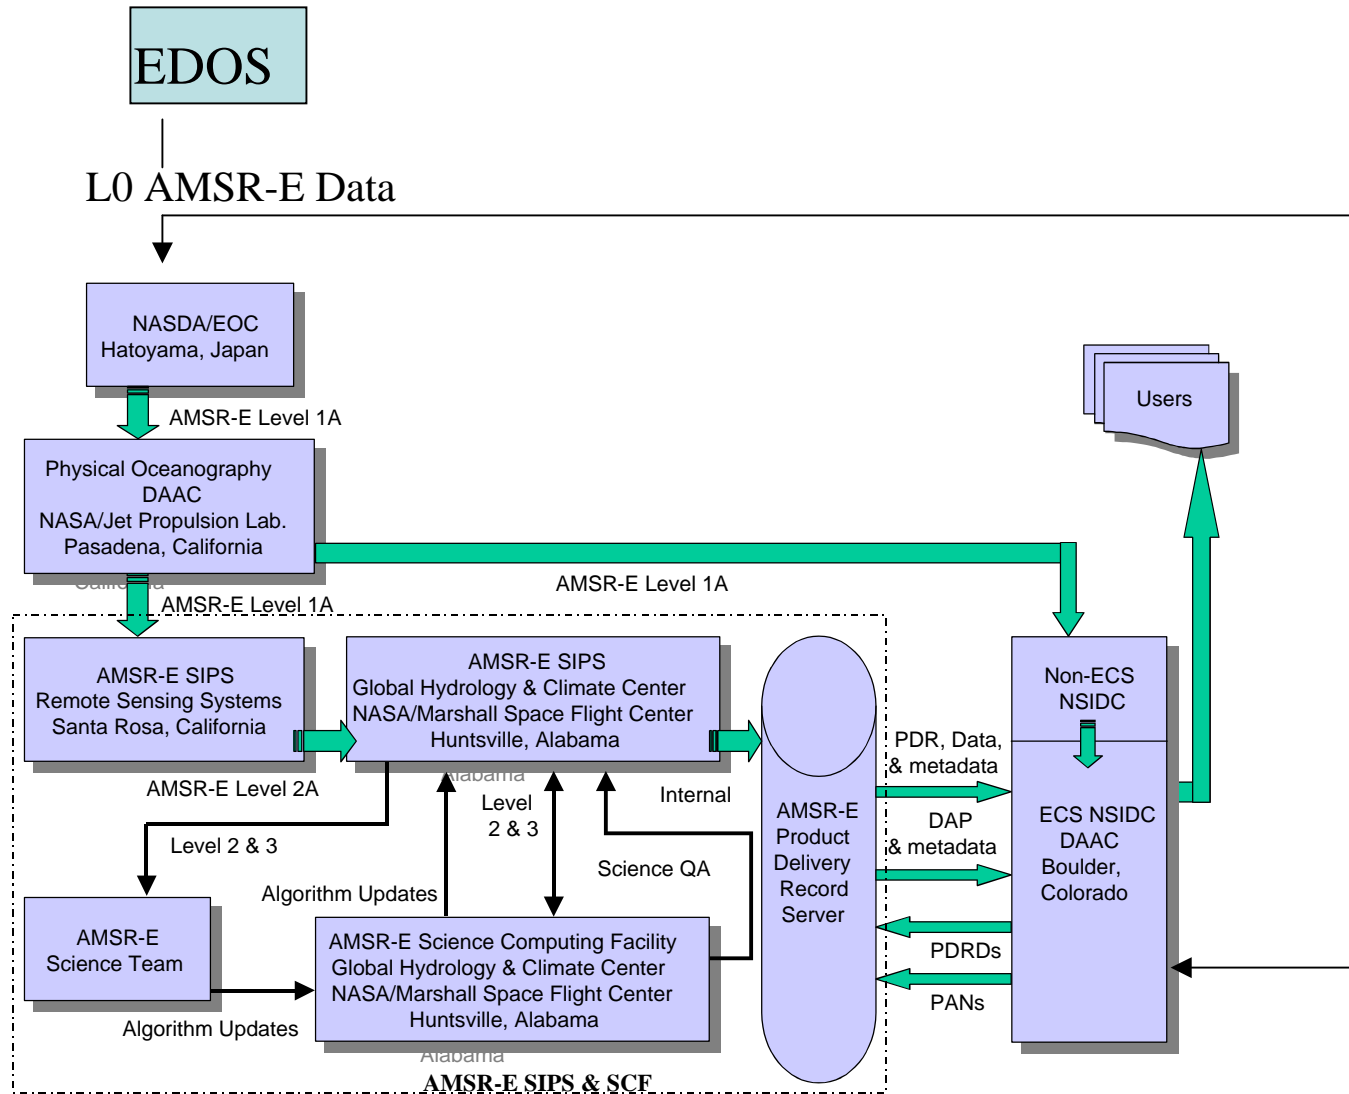 EDOS
L0 AMSR-E Data
NASDA/EOC
Hatoyama, Japan
AMSR-E Level 1A
Users
Physical Oceanography
DAAC
NASA/Jet Propulsion Lab.
Pasadena, California
California
AMSR-E Level 1A
AMSR-E Level 1A
AMSR-E SIPS
Remote Sensing Systems
Santa Rosa, California
AMSR-E SIPS
Global Hydrology & Climate Center
NASA/Marshall Space Flight Center
Huntsville, Alabama
Alabama
Non-ECS
NSIDC
AMSR-E Level 2A
Level
2 & 3
Internal
PDR, Data,
& metadata
DAP
& metadata
AMSR-E
Product
Delivery
Record
Server
ECS NSIDC
DAAC
Boulder,
Colorado
Level 2 & 3
Algorithm Updates
Science QA
PDRDs
PANs
AMSR-E
Science Team
AMSR-E Science Computing Facility
Global Hydrology & Climate Center
NASA/Marshall Space Flight Center
Huntsville, Alabama
Alabama
Algorithm Updates
AMSR-E SIPS & SCF